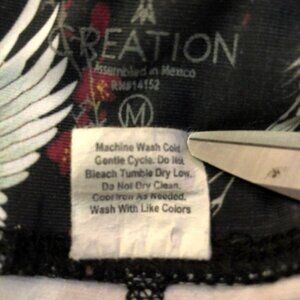 CREATION
Assembled in Mexico
RN#14152
M
Machine Wash Cold
Gentle Cycle. Do Not
Bleach Tumble Dry Low.
Do Not Dry Clean.
Cool Iron As Needed.
Wash With Like Colors